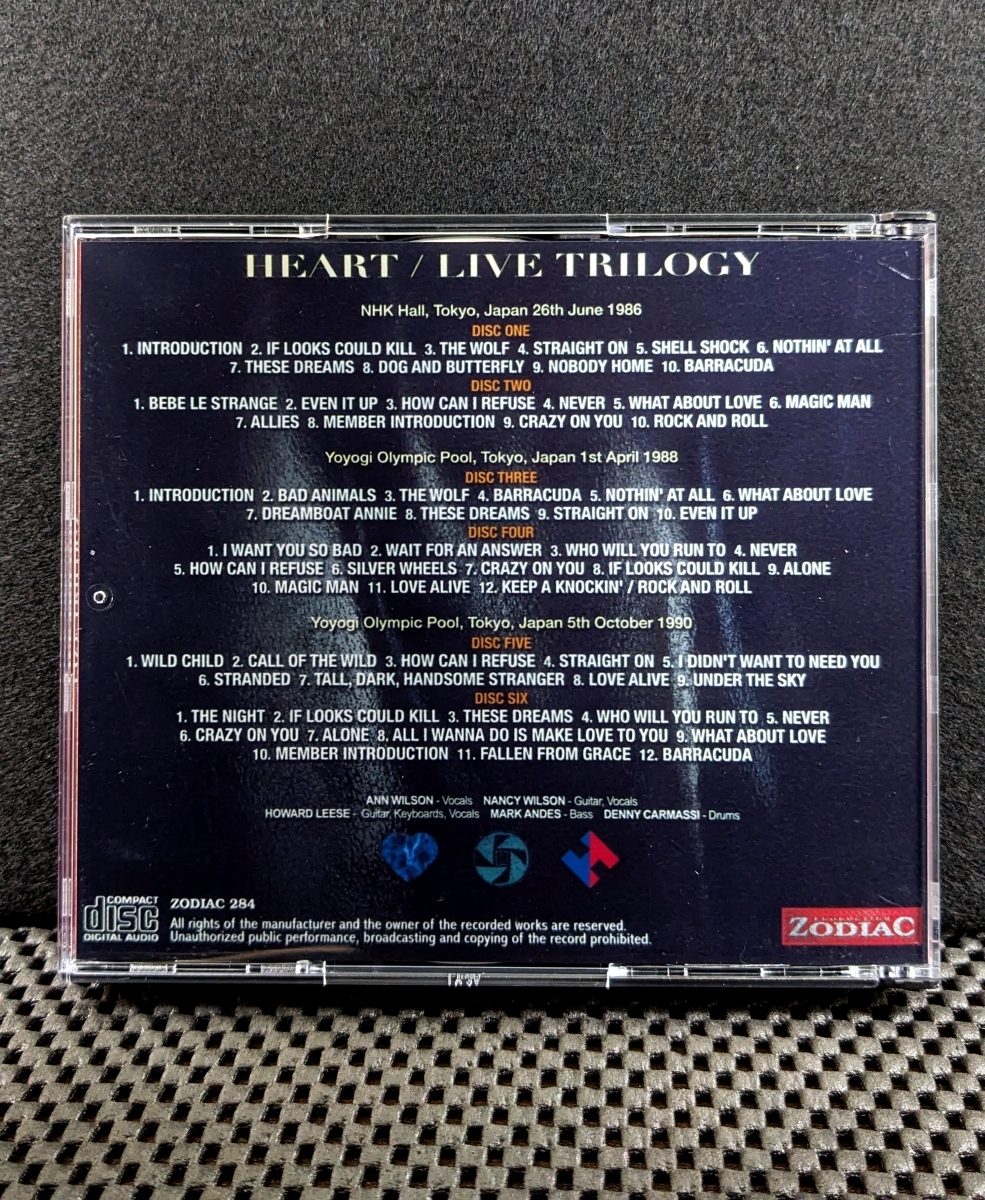 HEART / LIVE TRILOGY
NHK Hall, Tokyo, Japan 26th June 1986
DISC ONE
1. INTRODUCTION 2. IF LOOKS COULD KILL 3. THE WOLF 4. STRAIGHT ON 5. SHELL SHOCK 6. NOTHIN' AT ALL
7. THESE DREAMS 8. DOG AND BUTTERFLY 9. NOBODY HOME 10. BARRACUDA
DISC TWO
1. BEBE LE STRANGE 2. EVEN IT UP 3. HOW CAN I REFUSE 4. NEVER 5. WHAT ABOUT LOVE 6. MAGIC MAN
7. ALLIES 8. MEMBER INTRODUCTION 9. CRAZY ON YOU 10. ROCK AND ROLL
Yoyogi Olympic Pool, Tokyo, Japan 1st April 1988
DISC THREE
1. INTRODUCTION 2. BAD ANIMALS 3. THE WOLF 4. BARRACUDA 5. NOTHIN' AT ALL 6. WHAT ABOUT LOVE
7. DREAMBOAT ANNIE 8. THESE DREAMS 9. STRAIGHT ON 10. EVEN IT UP
DISC FOUR
1. I WANT YOU SO BAD 2. WAIT FOR AN ANSWER 3. WHO WILL YOU RUN TO 4. NEVER
5. HOW CAN I REFUSE 6. SILVER WHEELS 7. CRAZY ON YOU 8. IF LOOKS COULD KILL 9. ALONE
10. MAGIC MAN 11. LOVE ALIVE 12. KEEP A KNOCKIN' / ROCK AND ROLL
Yoyogi Olympic Pool, Tokyo, Japan 5th October 1990
DISC FIVE
1. WILD CHILD 2. CALL OF THE WILD 3. HOW CAN I REFUSE 4. STRAIGHT ON 5. I DIDN'T WANT TO NEED YOU
6. STRANDED 7. TALL, DARK, HANDSOME STRANGER 8. LOVE ALIVE 9. UNDER THE SKY
DISC SIX
1. THE NIGHT 2. IF LOOKS COULD KILL 3. THESE DREAMS 4. WHO WILL YOU RUN TO 5. NEVER
6. CRAZY ON YOU 7. ALONE 8, ALL I WANNA DO IS MAKE LOVE TO YOU 9. WHAT ABOUT LOVE
10. MEMBER INTRODUCTION 11. FALLEN FROM GRACE 12. BARRACUDA
ANN WILSON - Vocals NANCY WILSON - Guitar, Vocals
HOWARD LEESE - Guitar, Keyboards, Vocals MARK ANDES - Bass DENNY CARMASSI - Drums
COMPACT disc DIGITAL AUDIO
ZODIAC 284
All rights of the manufacturer and the owner of the recorded works are reserved.
Unauthorized public performance, broadcasting and copying of the record prohibited.
ZODIAC